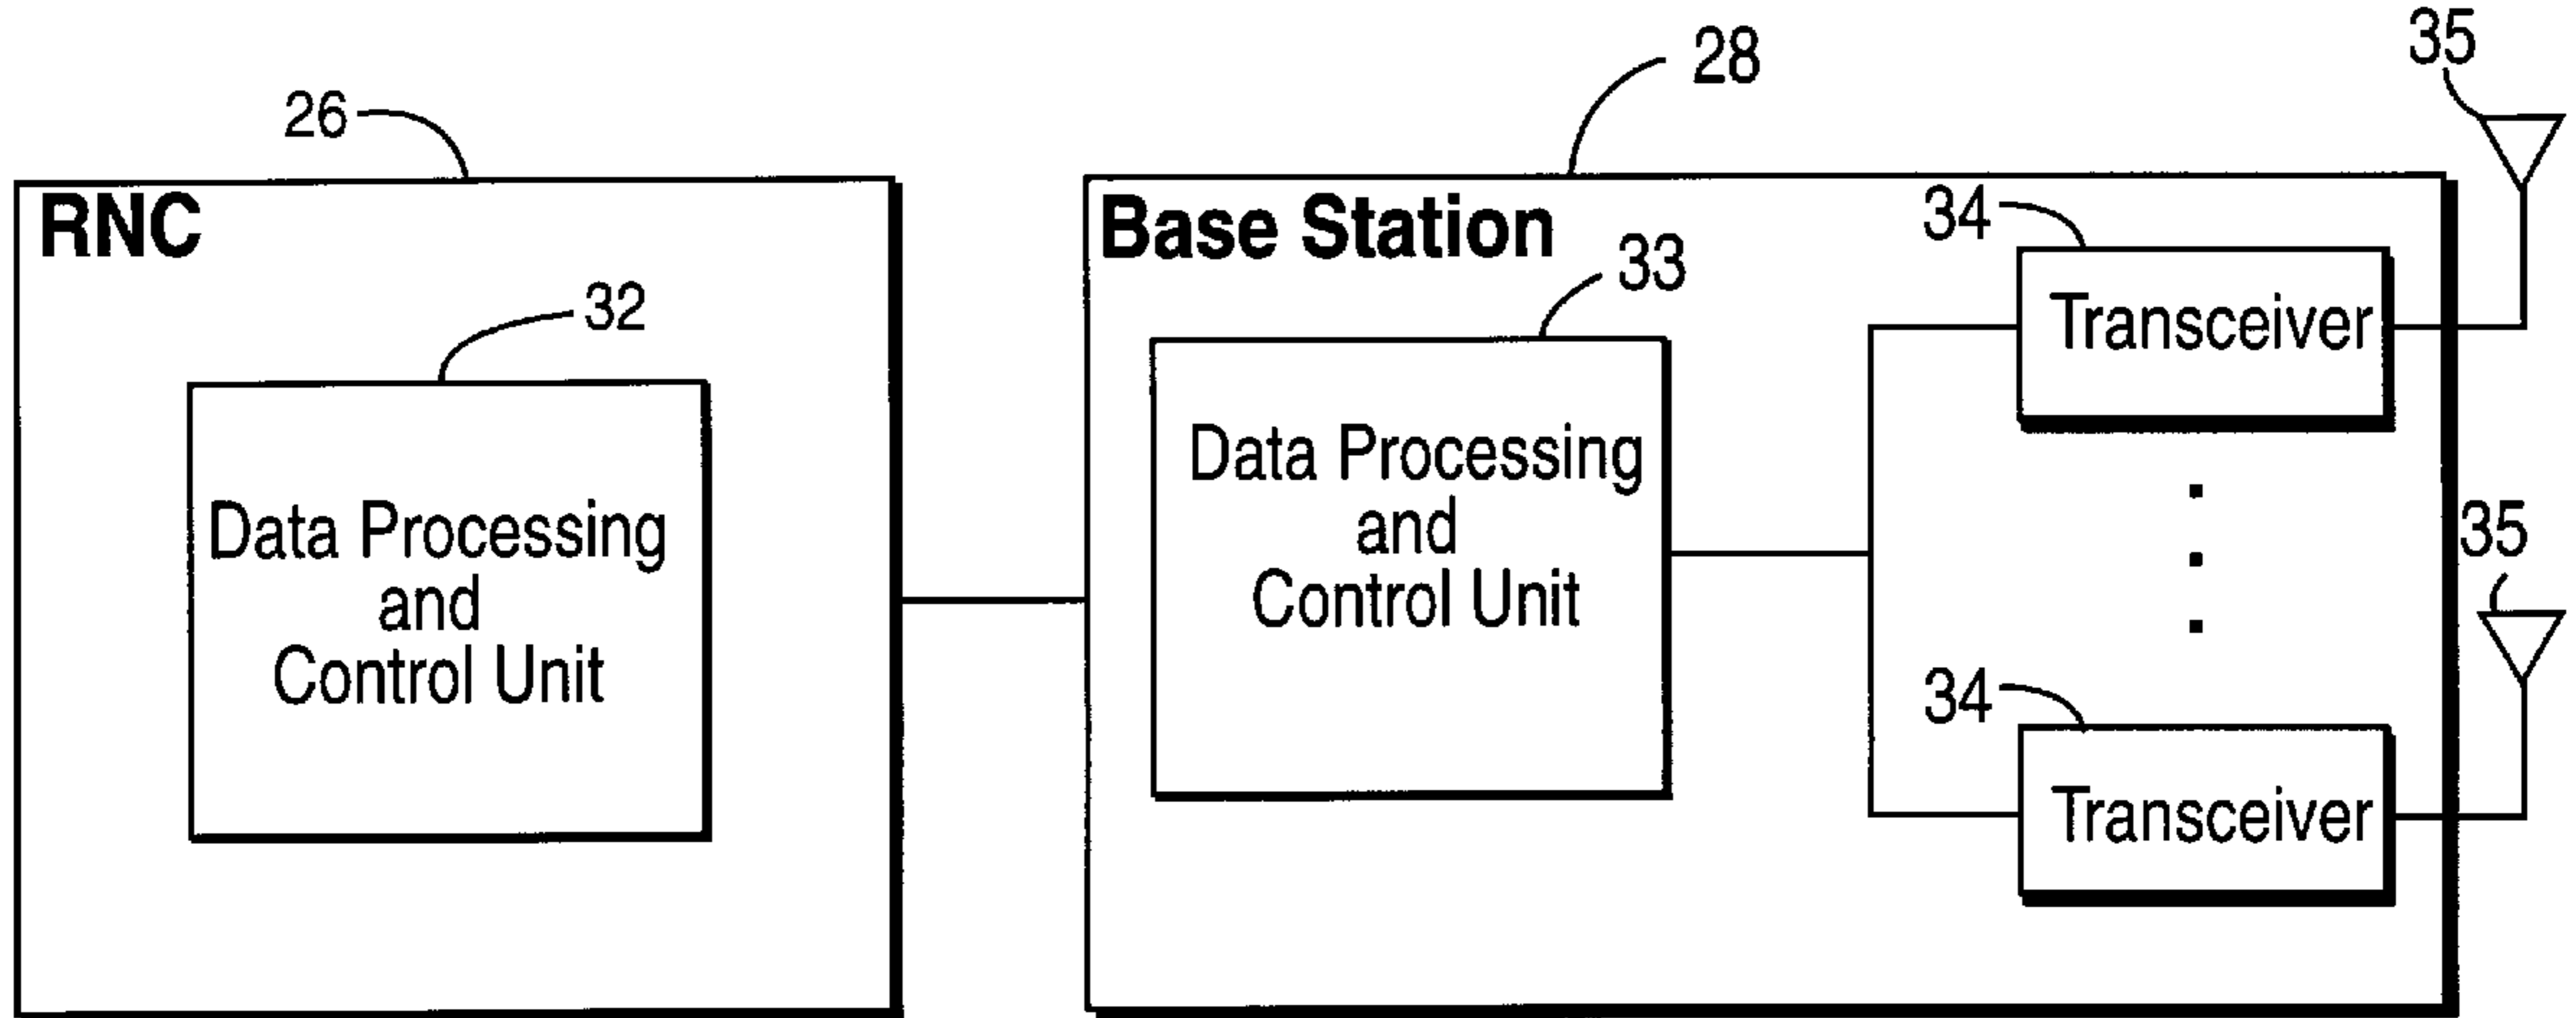 26
RNC
32
Data Processing
and
Control Unit
28
Base Station
33
Data Processing
and
Control Unit
34
Transceiver
35
34
Transceiver
35